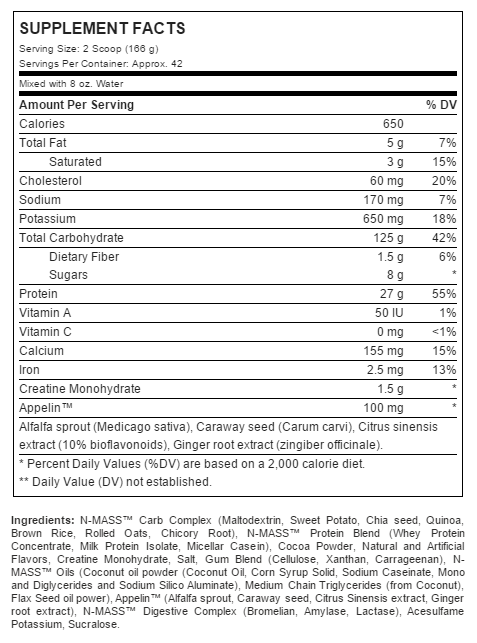 SUPPLEMENT FACTS
Serving Size: 2 Scoop (166 g)
Servings Per Container: Approx. 42
Mixed with 8 oz. Water
Amount Per Serving % DV
Calories 650
Total Fat 5 g 7%
Saturated 3 g 15%
Cholesterol 60 mg 20%
Sodium 170 mg 7%
Potassium 650 mg 18%
Total Carbohydrate 125 g 42%
Dietary Fiber 1.5 g 6%
Sugars 8 g *
Protein 27 g 55%
Vitamin A 50 IU 1%
Vitamin C 0 mg <1%
Calcium 155 mg 15%
Iron 2.5 mg 13%
Creatine Monohydrate 1.5 g *
Appelin™ 100 mg *
Alfalfa sprout (Medicago sativa), Caraway seed (Carum carvi), Citrus sinensis
extract (10% bioflavonoids), Ginger root extract (zingiber officinale).
* Percent Daily Values (%DV) are based on a 2,000 calorie diet.
** Daily Value (DV) not established.
Ingredients: N-MASS™ Carb Complex (Maltodextrin, Sweet Potato, Chia seed, Quinoa,
Brown Rice, Rolled Oats, Chicory Root), N-MASS™ Protein Blend (Whey Protein
Concentrate, Milk Protein Isolate, Micellar Casein), Cocoa Powder, Natural and Artificial
Flavors, Creatine Monohydrate, Salt, Gum Blend (Cellulose, Xanthan, Carrageenan), N-
MASS™ Oils (Coconut oil powder (Coconut Oil, Corn Syrup Solid, Sodium Caseinate, Mono
and Diglycerides and Sodium Silico Aluminate), Medium Chain Triglycerides (from Coconut),
Flax Seed oil power), Appelin™ (Alfalfa sprout, Caraway seed, Citrus Sinensis extract, Ginger
root extract), N-MASS™ Digestive Complex (Bromelian, Amylase, Lactase), Acesulfame
Potassium, Sucralose.